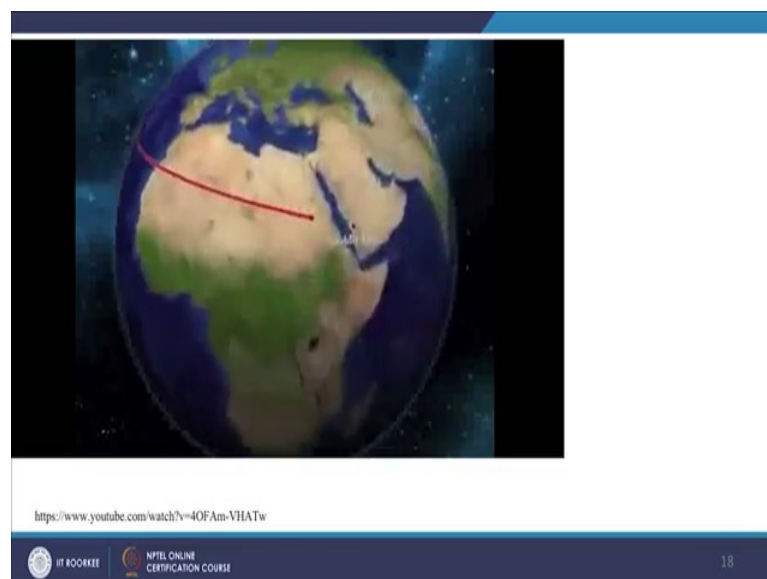 https://www.youtube.com/watch?v=4OFAm-VHATw
IIT ROORKEE
NPTEL ONLINE
CERTIFICATION COURSE
18